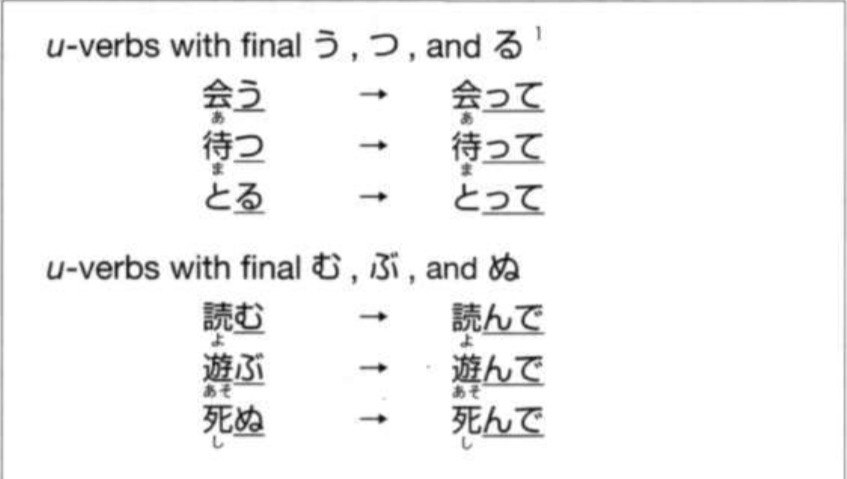 u-verbs with final う, つ, and る 1
会う → 会って
あ あ
待つ → 待って
ま ま
とる → とって
u-verbs with final む, ぶ, and ぬ
読む → 読んで
よ よ
遊ぶ → 遊んで
あそ あそ
死ぬ → 死んで
し し